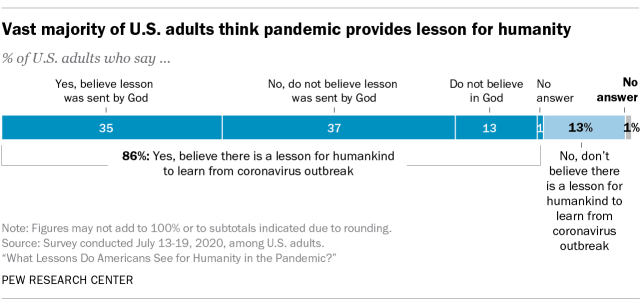 Vast majority of U.S. adults think pandemic provides lesson for humanity
% of U.S. adults who say ...
Yes, believe lesson
was sent by God
No, do not believe lesson
was sent by God
Do not believe
in God
No
answer
No
answer
35
37
13
1
13%
1%
86%: Yes, believe there is a lesson for humankind
to learn from coronavirus outbreak
No, don't
believe there
is a lesson for
humankind to
learn from
coronavirus
outbreak
Note: Figures may not add to 100% or to subtotals indicated due to rounding.
Source: Survey conducted July 13-19, 2020, among U.S. adults.
“What Lessons Do Americans See for Humanity in the Pandemic?”
PEW RESEARCH CENTER